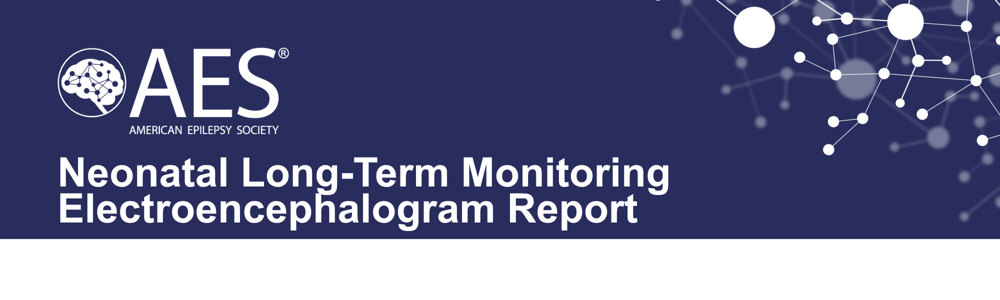 AES®
AMERICAN EPILEPSY SOCIETY
Neonatal Long-Term Monitoring
Electroencephalogram Report